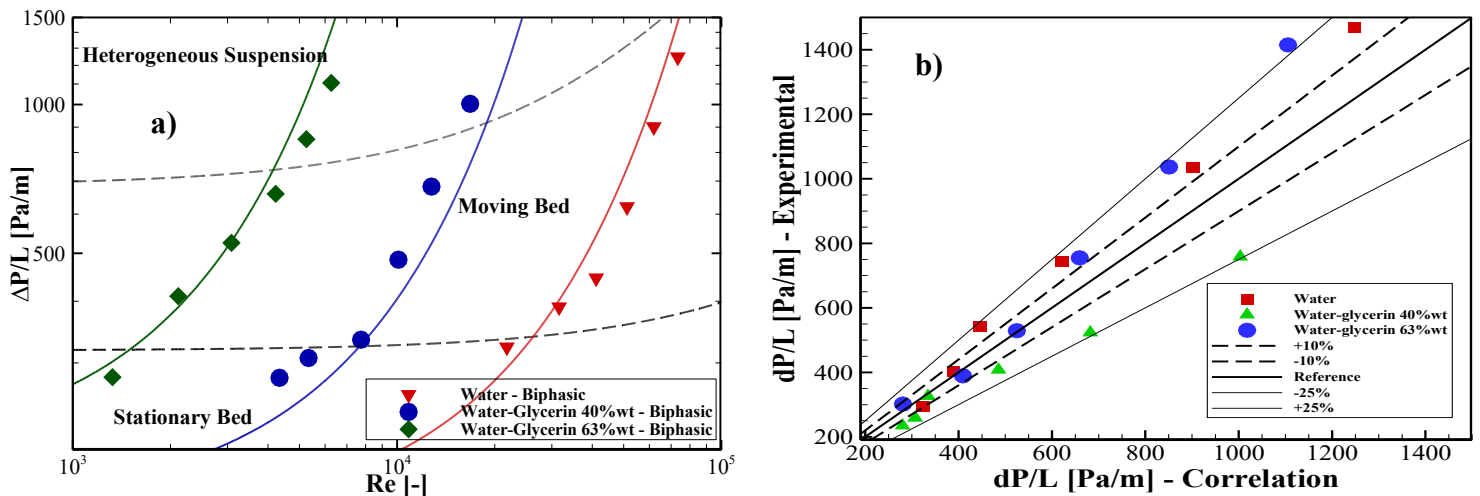 a)
ΔP/L [Pa/m]
1500
1000
500
Heterogeneous Suspension
Moving Bed
Stationary Bed
Water - Biphasic
Water-Glycerin 40%wt - Biphasic
Water-Glycerin 63%wt - Biphasic
10³
10⁴
10⁵
Re [-]
b)
dP/L [Pa/m] - Experimental
1400
1200
1000
800
600
400
200
Water
Water-glycerin 40%wt
Water-glycerin 63%wt
+10%
-10%
Reference
-25%
+25%
200
400
600
800
1000
1200
1400
dP/L [Pa/m] - Correlation